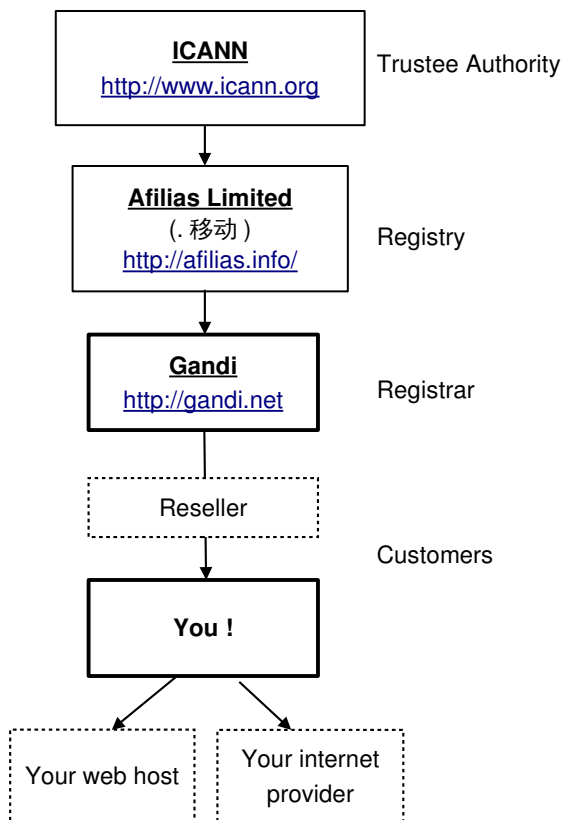 ICANN
http://www.icann.org
Trustee Authority
Afilias Limited
(. 移动 )
http://afilias.info/
Registry
Gandi
http://gandi.net
Registrar
Reseller
Customers
You !
Your web host
Your internet
provider